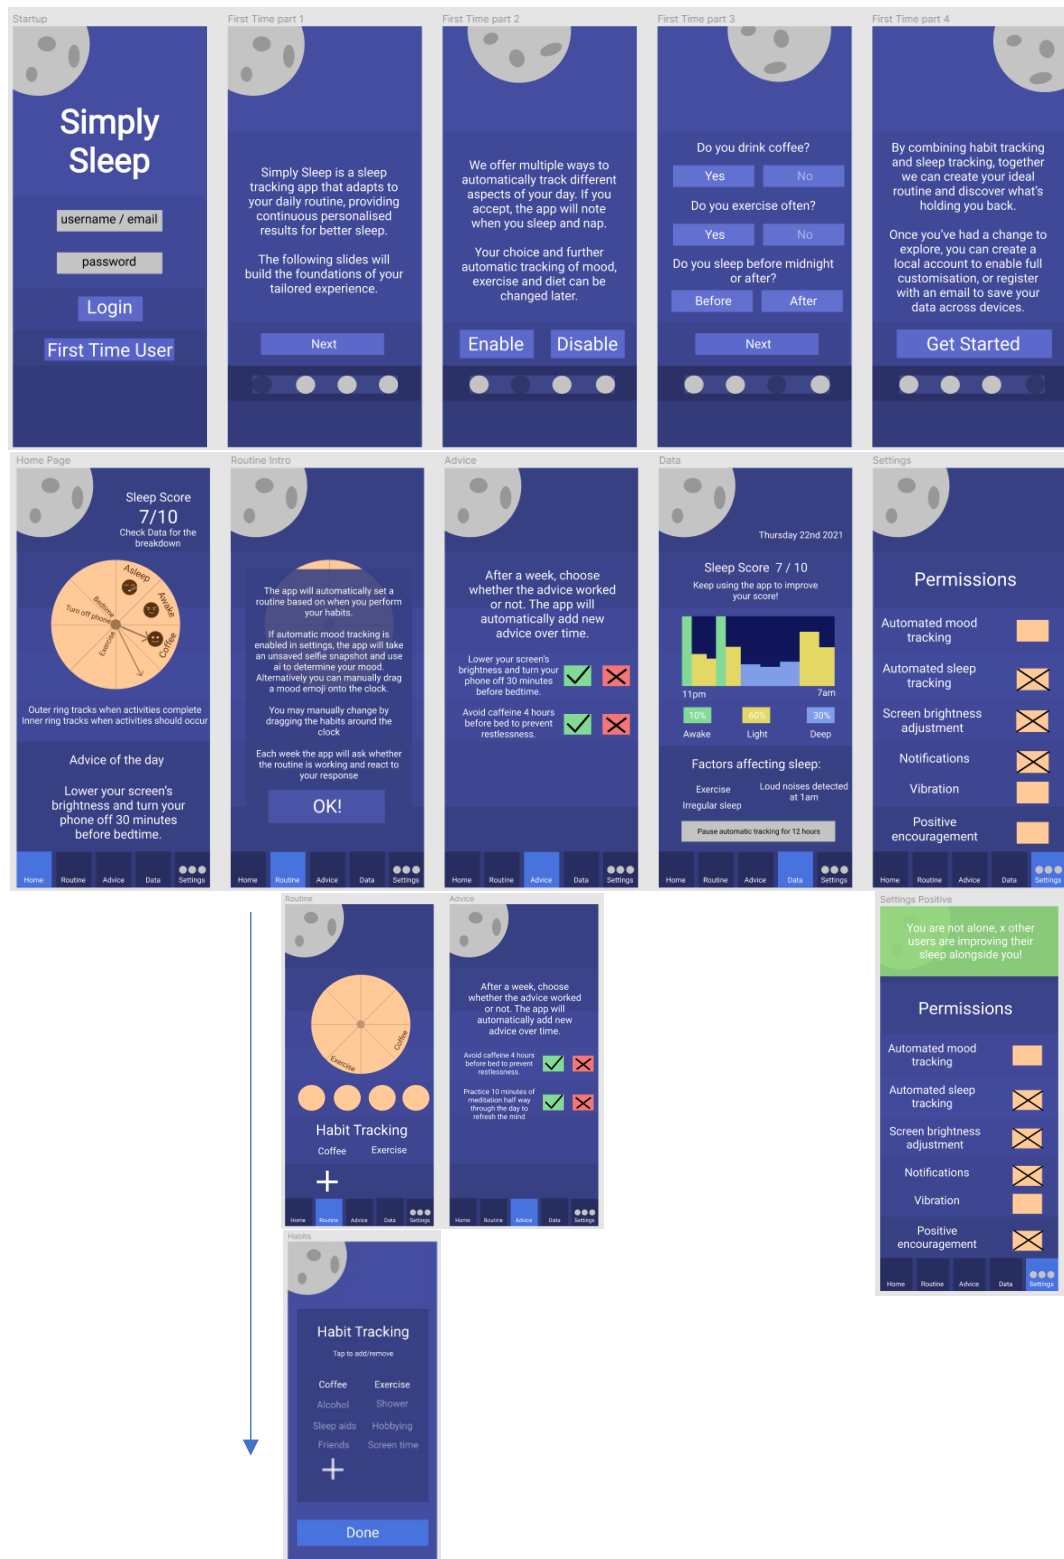 Startup
Simply
Sleep
username / email
password
Login
First Time User
First Time part 1
Simply Sleep is a sleep
tracking app that adapts to
your daily routine, providing
continuous personalised
results for better sleep.
The following slides will
build the foundations of your
tailored experience.
Next
First Time part 2
We offer multiple ways to
automatically track different
aspects of your day. If you
accept, the app will note
when you sleep and nap.
Your choice and further
automatic tracking of mood,
exercise and diet can be
changed later.
Enable Disable
First Time part 3
Do you drink coffee?
Yes No
Do you exercise often?
Yes No
Do you sleep before midnight
or after?
Before After
Next
First Time part 4
By combining habit tracking
and sleep tracking, together
we can create your ideal
routine and discover what's
holding you back.
Once you've had a change to
explore, you can create a
local account to enable full
customisation, or register
with an email to save your
data across devices.
Get Started
Home Page
Sleep Score
7/10
Check Data for the
breakdown
Asleep
Awake
Coffee
Bedtime
Turn off phone
Exercise
Outer ring tracks when activities complete
Inner ring tracks when activities should occur
Advice of the day
Lower your screen's
brightness and turn your
phone off 30 minutes
before bedtime.
Home Routine Advice Data Settings
Routine Intro
The app will automatically set a
routine based on when you perform
your habits.
If automatic mood tracking is
enabled in settings, the app will take
an unsaved selfie snapshot and use
ai to determine your mood.
Alternatively you can manually drag
a mood emoji onto the clock.
You may manually change by
dragging the habits around the
clock
Each week the app will ask whether
the routine is working and react to
your response
OK!
Home Routine Advice Data Settings
Advice
After a week, choose
whether the advice worked
or not. The app will
automatically add new
advice over time.
Lower your screen's
brightness and turn your
phone off 30 minutes
before bedtime.
Avoid caffeine 4 hours
before bed to prevent
restlessness.
Home Routine Advice Data Settings
Data
Thursday 22nd 2021
Sleep Score 7 / 10
Keep using the app to improve
your score!
11pm 7am
10% 60% 30%
Awake Light Deep
Factors affecting sleep:
Exercise
Irregular sleep
Loud noises detected
at 1am
Pause automatic tracking for 12 hours
Home Routine Advice Data Settings
Settings
Permissions
Automated mood
tracking
Automated sleep
tracking
Screen brightness
adjustment
Notifications
Vibration
Positive
encouragement
Home Routine Advice Data Settings
Routine
Coffee
Exercise
Habit Tracking
Coffee Exercise
Home Routine Advice Data Settings
Advice
After a week, choose
whether the advice worked
or not. The app will
automatically add new
advice over time.
Avoid caffeine 4 hours
before bed to prevent
restlessness.
Practice 10 minutes of
meditation half way
through the day to
refresh the mind
Home Routine Advice Data Settings
Settings Positive
You are not alone, x other
users are improving their
sleep alongside you!
Permissions
Automated mood
tracking
Automated sleep
tracking
Screen brightness
adjustment
Notifications
Vibration
Positive
encouragement
Home Routine Advice Data Settings
Habits
Habit Tracking
Tap to add/remove
Coffee Exercise
Alcohol Shower
Sleep aids Hobbying
Friends Screen time
Done